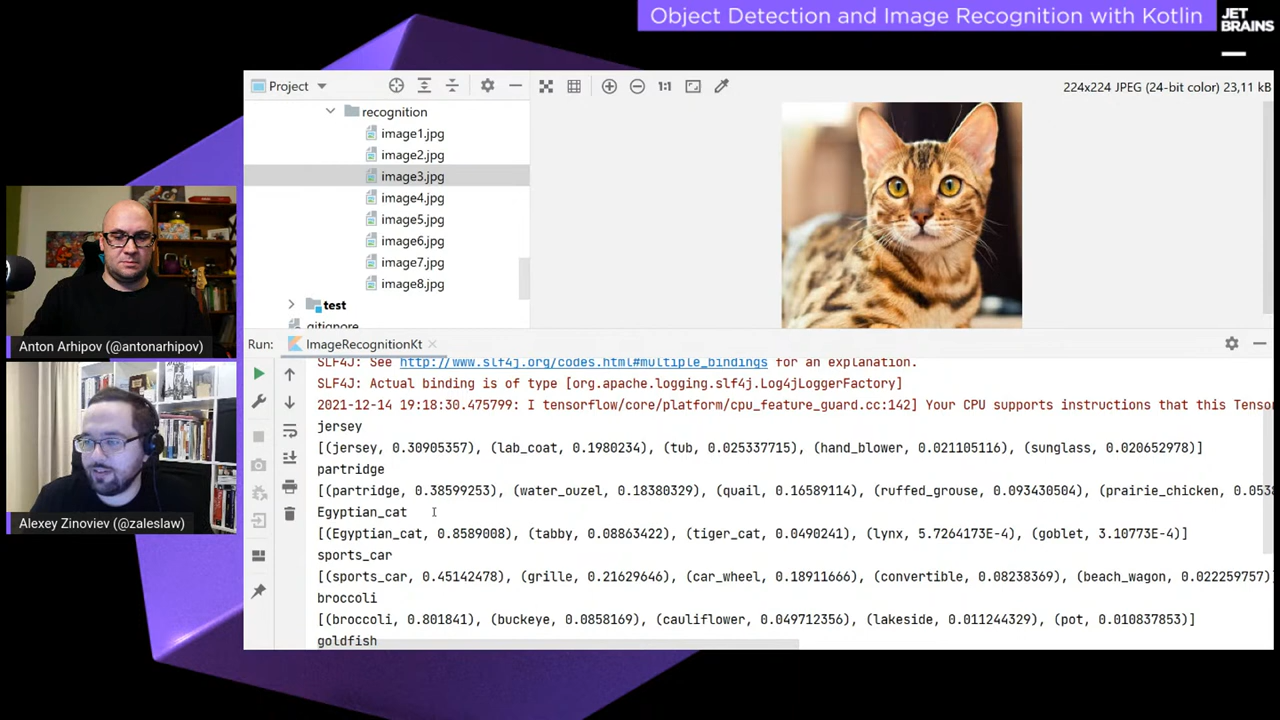 Object Detection and Image Recognition with Kotlin
JET
BRAINS
Project
224x224 JPEG (24-bit color) 23,11 kB
recognition
image1.jpg
image2.jpg
image3.jpg
image4.jpg
image5.jpg
image6.jpg
image7.jpg
image8.jpg
test
.gitignore
1:1
Anton Arhipov (@antonarhipov)
Alexey Zinoviev (@zaleslaw)
Run: ImageRecognitionKt
SLF4J: See http://www.slf4j.org/codes.html#multiple_bindings for an explanation.
SLF4J: Actual binding is of type [org.apache.logging.slf4j.Log4jLoggerFactory]
2021-12-14 19:18:30.475799: I tensorflow/core/platform/cpu_feature_guard.cc:142] Your CPU supports instructions that this Tensor
jersey
[(jersey, 0.30905357), (lab_coat, 0.1980234), (tub, 0.025337715), (hand_blower, 0.021105116), (sunglass, 0.020652978)]
partridge
[(partridge, 0.38599253), (water_ouzel, 0.18380329), (quail, 0.16589114), (ruffed_grouse, 0.093430504), (prairie_chicken, 0.053
Egyptian_cat
[(Egyptian_cat, 0.8589008), (tabby, 0.08863422), (tiger_cat, 0.0490241), (lynx, 5.7264173E-4), (goblet, 3.10773E-4)]
sports_car
[(sports_car, 0.45142478), (grille, 0.21629646), (car_wheel, 0.18911666), (convertible, 0.08238369), (beach_wagon, 0.022259757)]
broccoli
[(broccoli, 0.801841), (buckeye, 0.0858169), (cauliflower, 0.049712356), (lakeside, 0.011244329), (pot, 0.010837853)]
goldfish